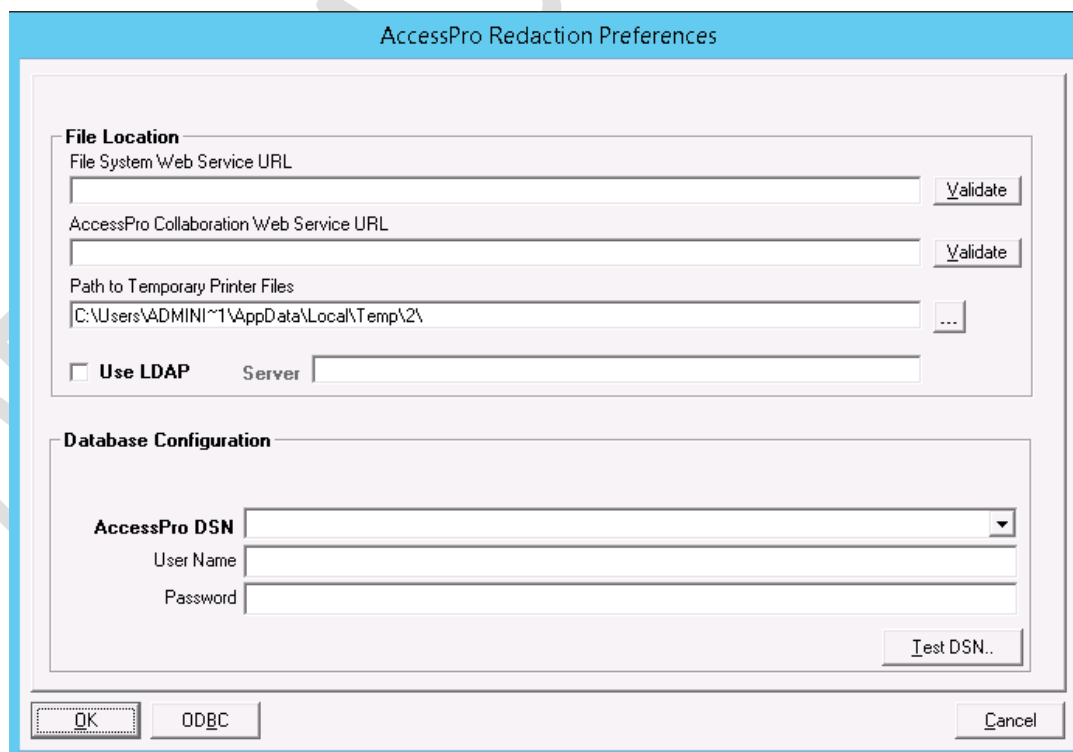 AccessPro Redaction Preferences
File Location
File System Web Service URL
Validate
AccessPro Collaboration Web Service URL
Validate
Path to Temporary Printer Files
C:\Users\ADMINI~1\AppData\Local\Temp\2\
...
Use LDAP Server
Database Configuration
AccessPro DSN
User Name
Password
Test DSN..
OK ODBC Cancel